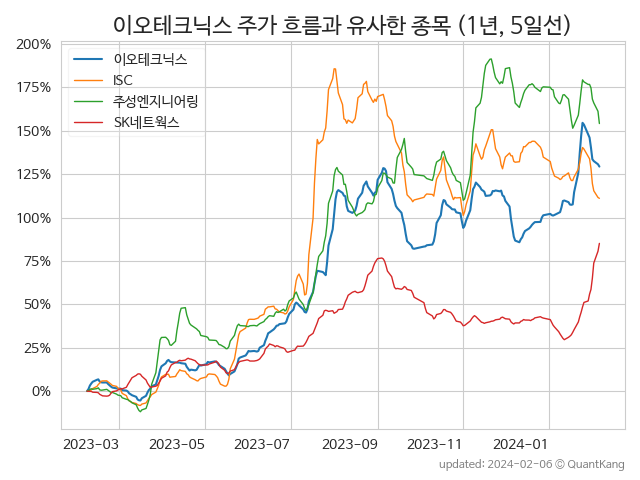 이오테크닉스 주가 흐름과 유사한 종목 (1년, 5일선)
200%
175%
150%
125%
100%
75%
50%
25%
0%
이오테크닉스
ISC
주성엔지니어링
SK네트웍스
2023-03
2023-05
2023-07
2023-09
2023-11
2024-01
updated: 2024-02-06 © QuantKang